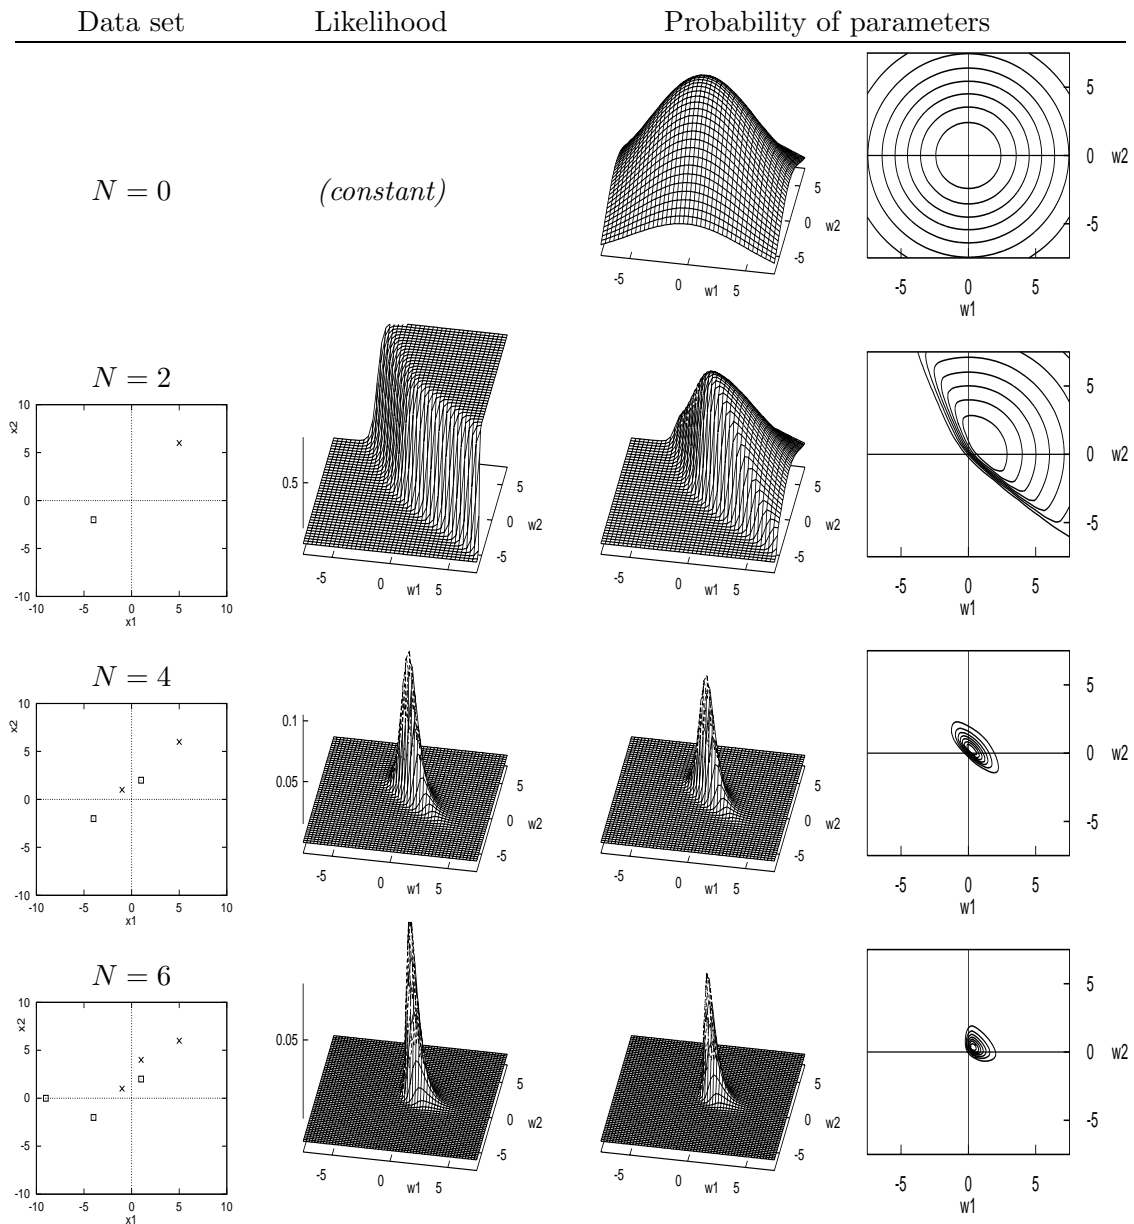 Data set Likelihood Probability of parameters
N = 0 (constant)
5
0
-5
w2
-5 0 w1 5
5
0
-5
w2
-5 0 5
w1
N = 2
x2
10
5
0
-5
-10
-10 -5 0 5 10
x1
0.5
5
0
-5
w2
-5 0 w1 5
5
0
-5
w2
-5 0 w1 5
5
0
-5
w2
-5 0 5
w1
N = 4
x2
10
5
0
-5
-10
-10 -5 0 5 10
x1
0.1
0.05
5
0
-5
w2
-5 0 w1 5
5
0
-5
w2
-5 0 w1 5
5
0
-5
w2
-5 0 5
w1
N = 6
x2
10
5
0
-5
-10
-10 -5 0 5 10
x1
0.05
5
0
-5
w2
-5 0 w1 5
5
0
-5
w2
-5 0 w1 5
5
0
-5
w2
-5 0 5
w1